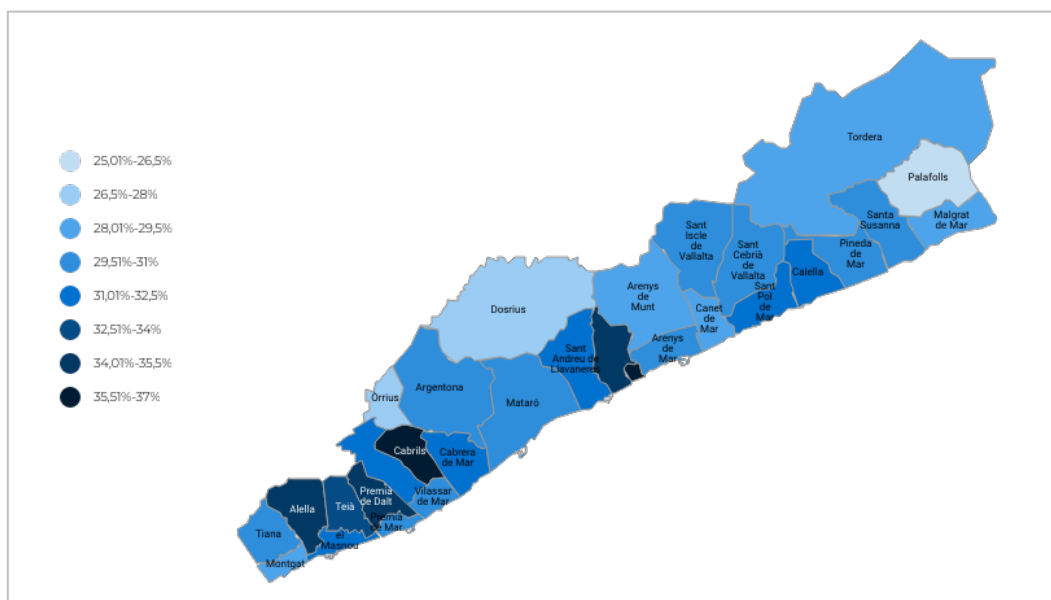 25,01%-26,5%
26,5%-28%
28,01%-29,5%
29,51%-31%
31,01%-32,5%
32,51%-34%
34,01%-35,5%
35,51%-37%
Tordera
Palafolls
Santa
Susanna
Malgrat
de Mar
Pineda
de Mar
Calella
Sant
Iscle
de
Vallalta
Sant
Cebrià
de
Vallalta
Sant
Pol
de
Mar
Canet
de
Mar
Arenys
de
Munt
Arenys
de
Mar
Dosrius
Sant
Andreu de
Llavaneres
Mataró
Argentona
Òrrius
Cabrils
Cabrera
de Mar
Vilassar
de Mar
Premià
de Dalt
Premià
de Mar
Teià
el
Masnou
Alella
Tiana
Montgat